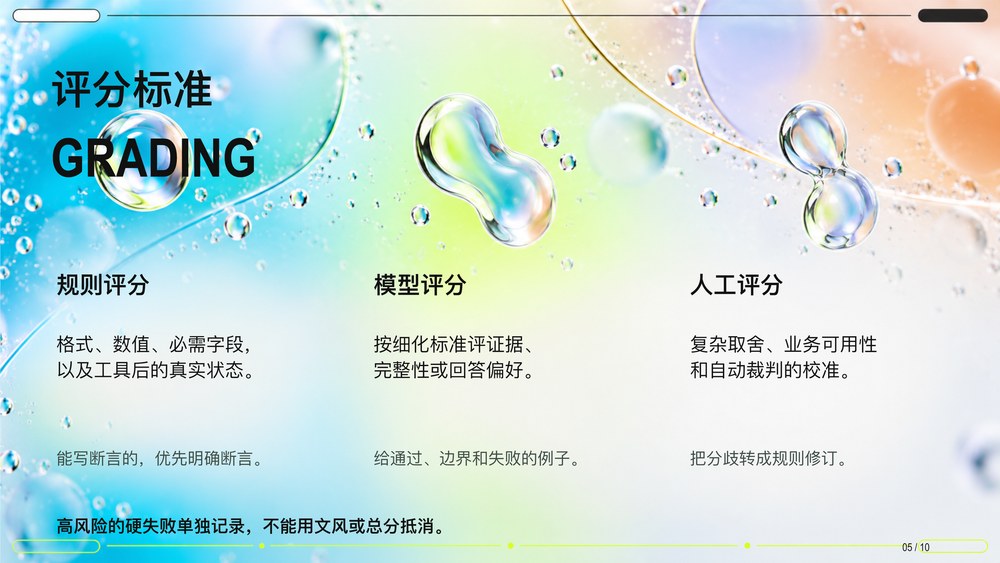 评分标准
GRADING
规则评分
格式、数值、必需字段，
以及工具后的真实状态。
能写断言的，优先明确断言。
模型评分
按细化标准评证据、
完整性或回答偏好。
给通过、边界和失败的例子。
人工评分
复杂取舍、业务可用性
和自动裁判的校准。
把分歧转成规则修订。
高风险的硬失败单独记录，不能用文风或总分抵消。
05 / 10